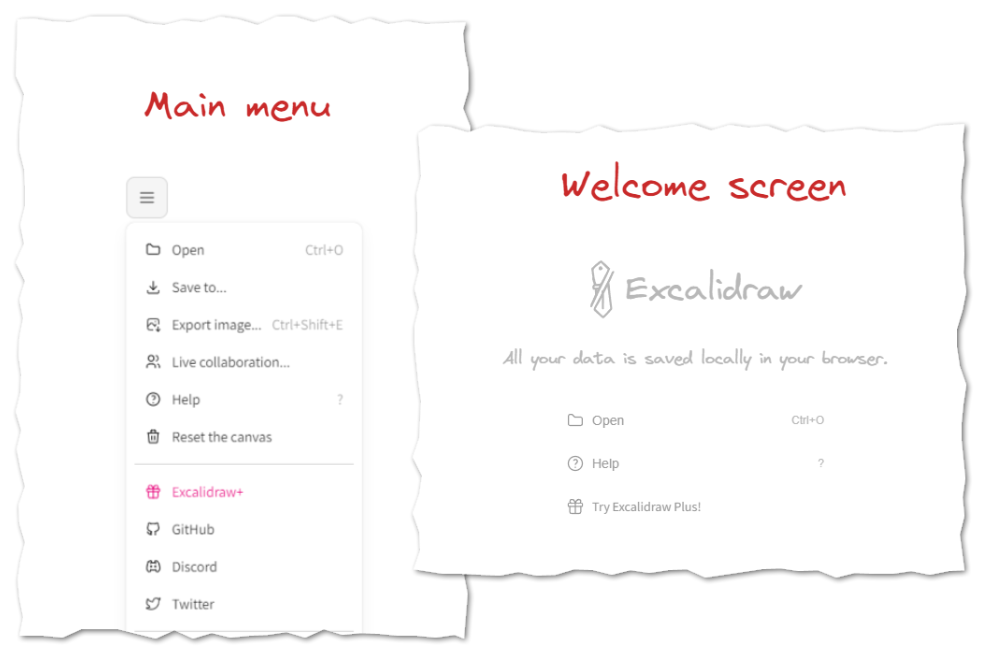 Main menu
Open Ctrl+O
Save to...
Export image... Ctrl+Shift+E
Live collaboration...
Help ?
Reset the canvas
Excalidraw+
GitHub
Discord
Twitter
Welcome screen
Excalidraw
All your data is saved locally in your browser.
Open Ctrl+O
Help ?
Try Excalidraw Plus!